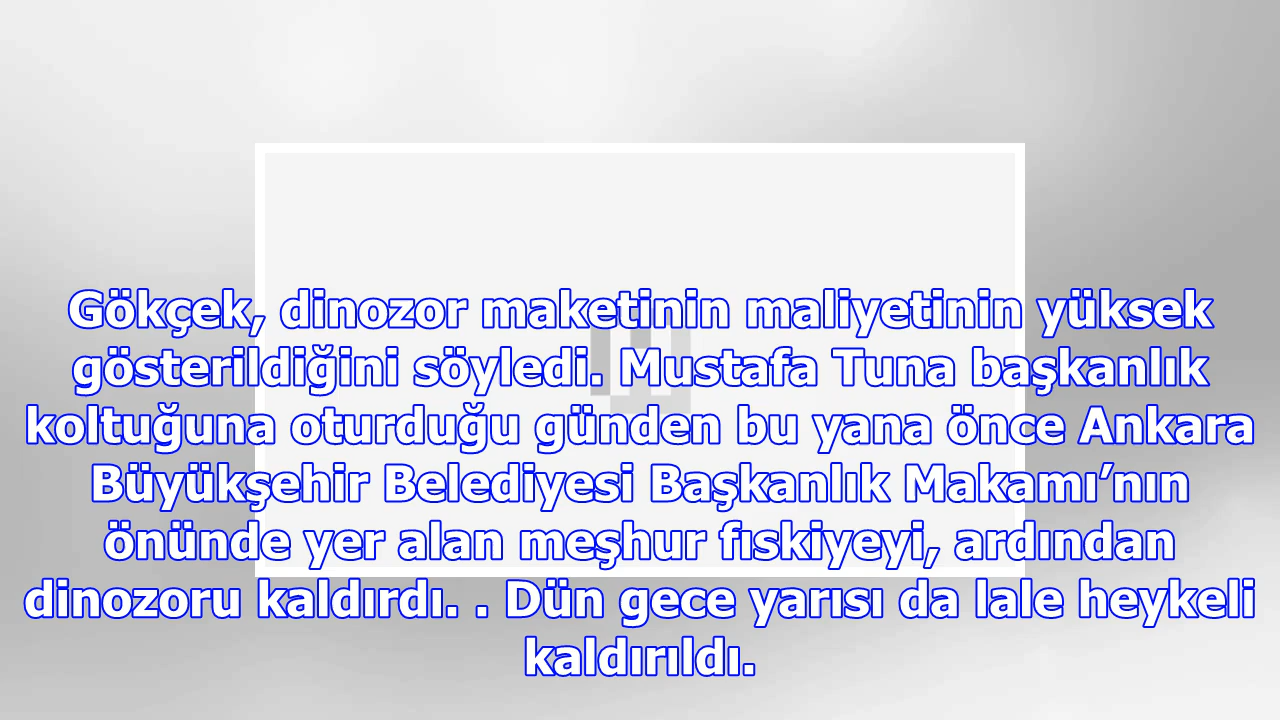 Gökçek, dinozor maketinin maliyetinin yüksek
gösterildiğini söyledi. Mustafa Tuna başkanlık
koltuğuna oturduğu günden bu yana önce Ankara
Büyükşehir Belediyesi Başkanlık Makamı’nın
önünde yer alan meşhur fıskiyeyi, ardından
dinozoru kaldırdı. . Dün gece yarısı da lale heykeli
kaldırıldı.